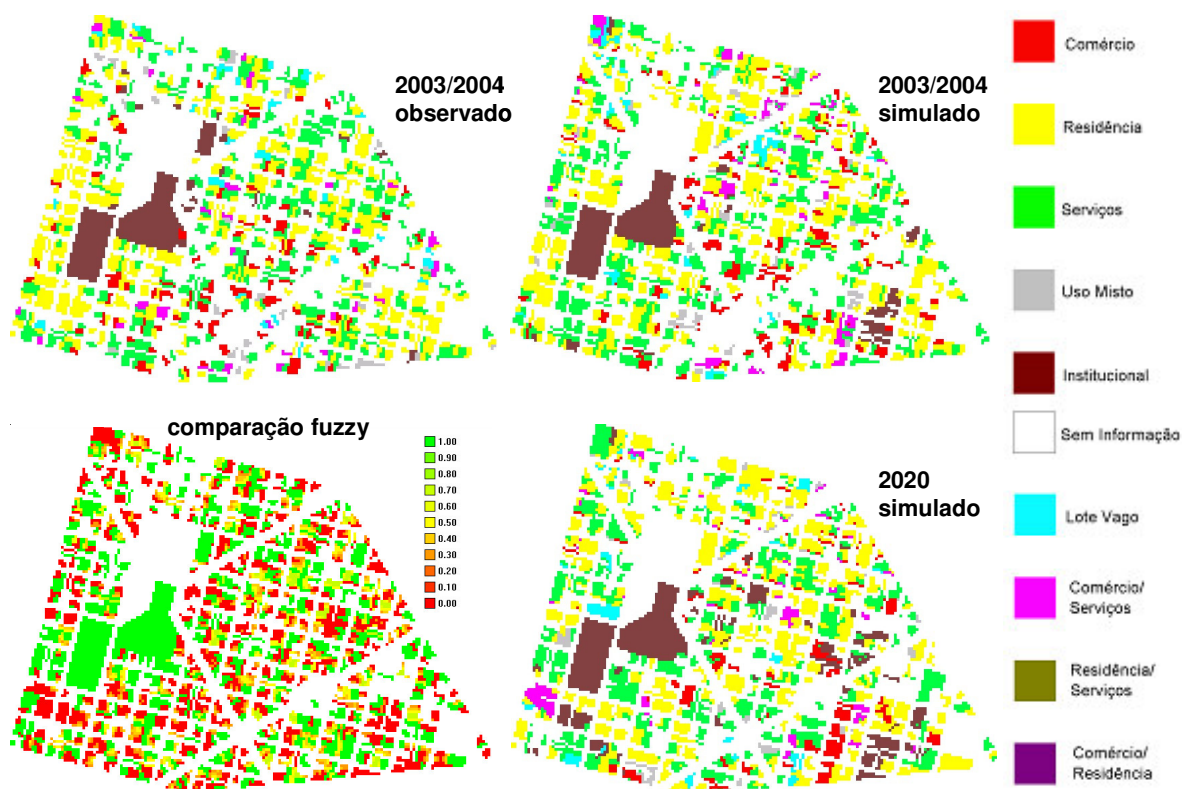 2003/2004
observado
2003/2004
simulado
comparação fuzzy
1.00
0.90
0.80
0.70
0.60
0.50
0.40
0.30
0.20
0.10
0.00
2020
simulado
Comércio
Residência
Serviços
Uso Misto
Institucional
Sem Informação
Lote Vago
Comércio/
Serviços
Residência/
Serviços
Comércio/
Residência